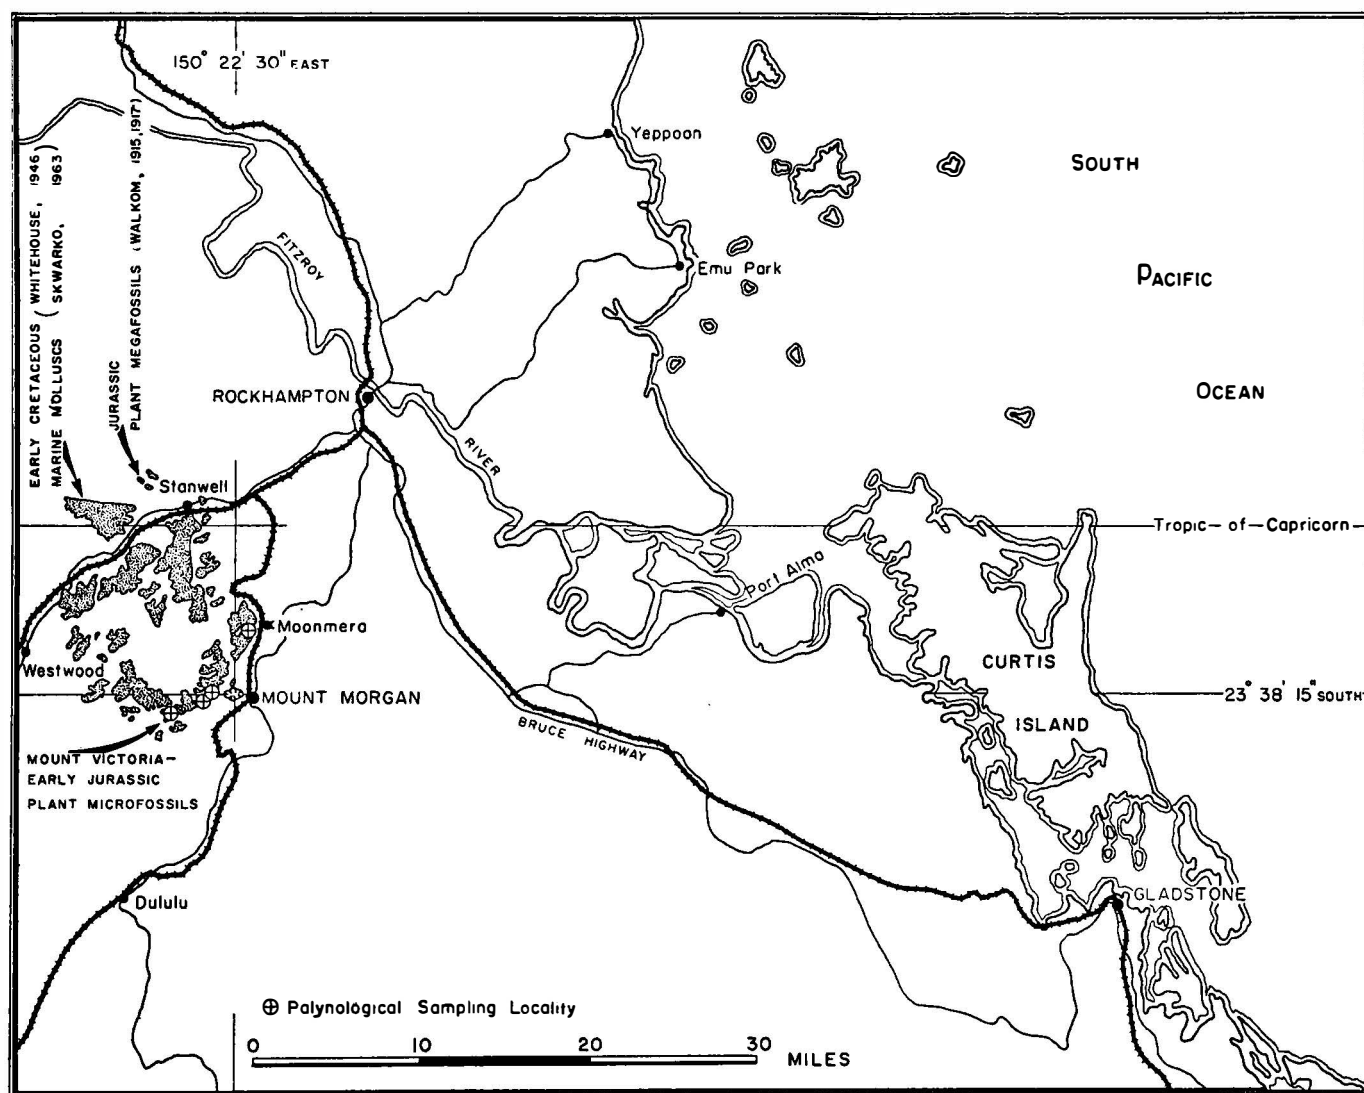 150° 22' 30" EAST
Yeppoon
SOUTH
PACIFIC
OCEAN
EARLY CRETACEOUS (WHITEHOUSE, 1946)
MARINE MOLLUSCS (SKWARKO, 1963)
JURASSIC
PLANT MEGAFOSSILS (WALKOM, 1915, 1917)
FITZROY
RIVER
Emu Park
ROCKHAMPTON
Stanwell
Tropic-of-Capricorn
Port Alma
Moonmera
Westwood
MOUNT MORGAN
CURTIS
ISLAND
23° 38' 15" SOUTH
BRUCE HIGHWAY
MOUNT VICTORIA-
EARLY JURASSIC
PLANT MICROFOSSILS
Dululu
GLADSTONE
⊕ Palynological Sampling Locality
0 10 20 30
MILES